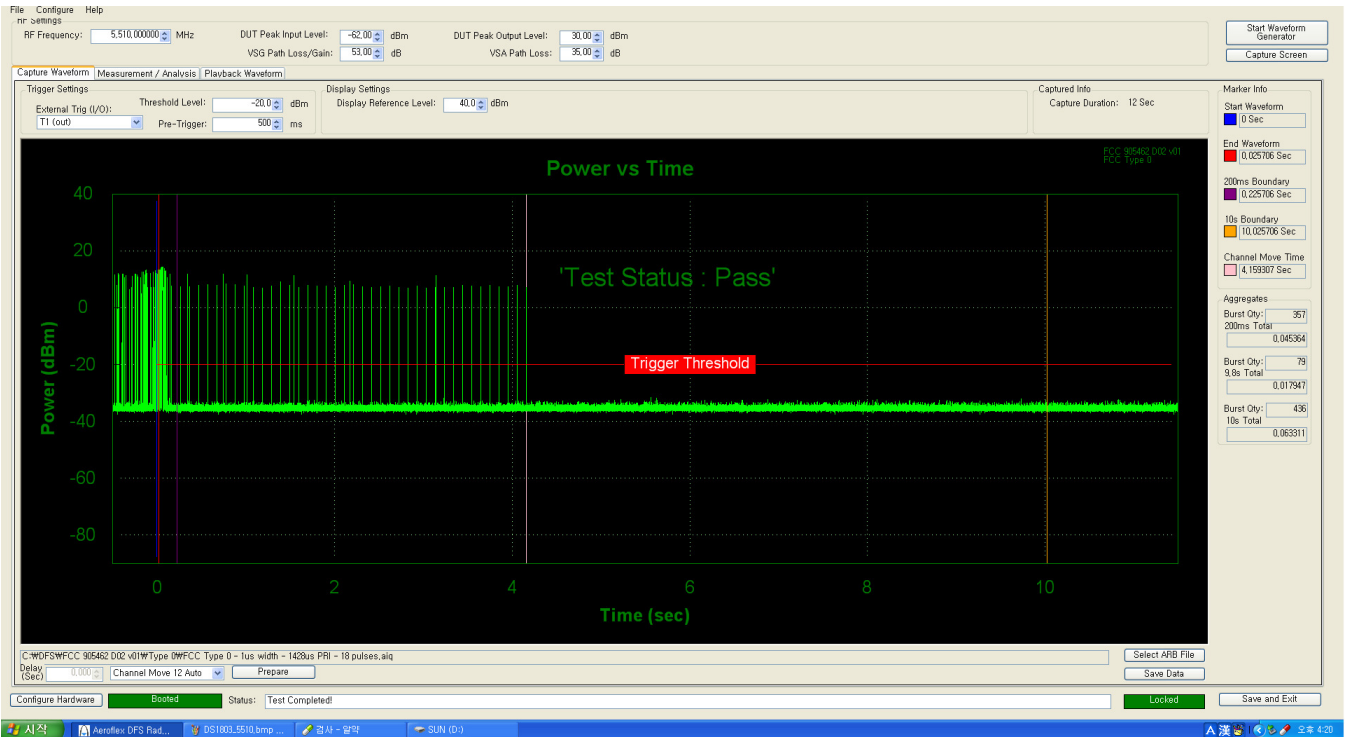 File Configure Help
RF Settings
RF Frequency: 5,510,000000 MHz DUT Peak Input Level: -62,00 dBm DUT Peak Output Level: 30,00 dBm
VSG Path Loss/Gain: 53,00 dB VSA Path Loss: 35,00 dB
Start Waveform Generator
Capture Screen
Capture Waveform Measurement / Analysis Playback Waveform
Trigger Settings
External Trig (I/O): Threshold Level: -20,0 dBm
T1 (out) Pre-Trigger: 500 ms
Display Settings
Display Reference Level: 40,0 dBm
Captured Info
Capture Duration: 12 Sec
Marker Info
Start Waveform
0 Sec
End Waveform
0,025706 Sec
200ms Boundary
0,225706 Sec
10s Boundary
10,025706 Sec
Channel Move Time
4,159307 Sec
Aggregates
Burst Qty: 357
200ms Total
0,045364
Burst Qty: 79
9,8s Total
0,017947
Burst Qty: 436
10s Total
0,063311
FCC 905462 D02 v01
FCC Type 0
Power vs Time
'Test Status : Pass'
Trigger Threshold
Power (dBm)
40
20
0
-20
-40
-60
-80
0 2 4 6 8 10
Time (sec)
C:₩DFS₩FCC 905462 D02 v01₩Type 0₩FCC Type 0 - 1us width - 1428us PRI - 18 pulses,aiq
Select ARB File
Delay (Sec) 0,000 Channel Move 12 Auto Prepare
Save Data
Configure Hardware Booted Status: Test Completed! Locked Save and Exit
시작 Aeroflex DFS Rad... DS1803_5510,bmp ... 검사 - 알약 SUN (D:) A 漢 오후 4:20